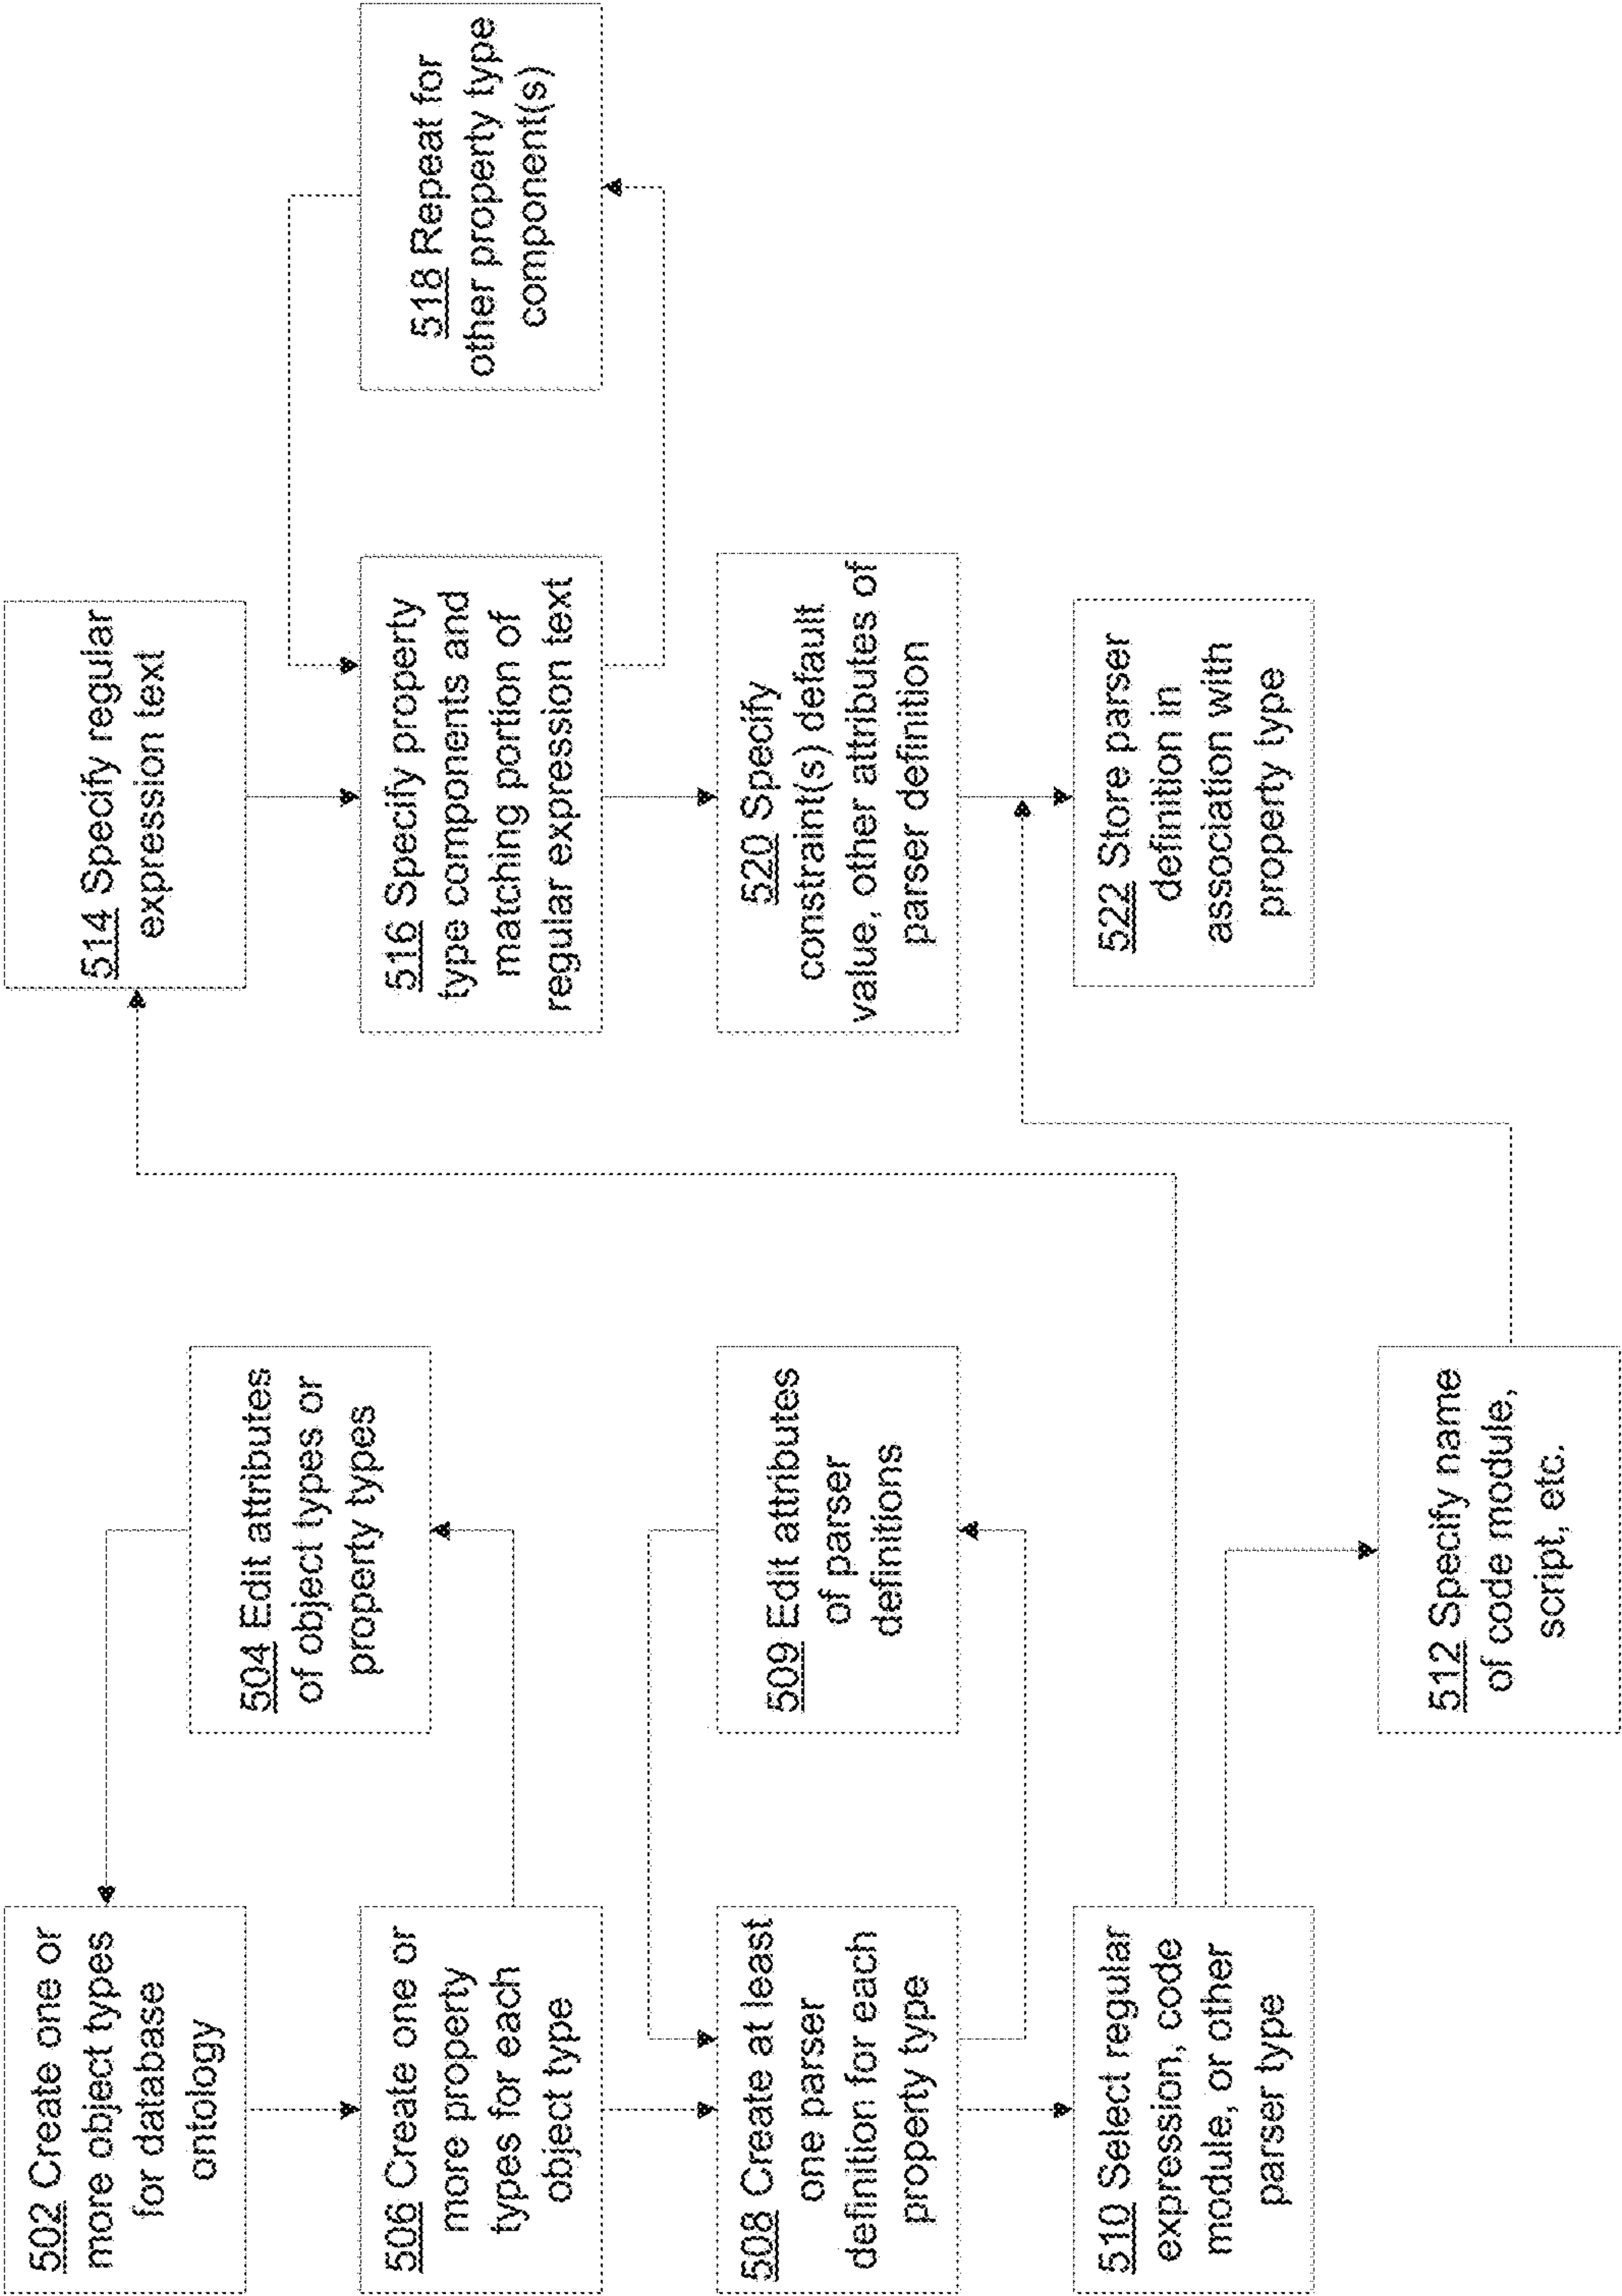 502 Create one or
more object types
for database
ontology
504 Edit attributes
of object types or
property types
506 Create one or
more property
types for each
object type
508 Create at least
one parser
definition for each
property type
509 Edit attributes
of parser
definitions
510 Select regular
expression, code
module, or other
parser type
512 Specify name
of code module,
script, etc.
514 Specify regular
expression text
516 Specify property
type components and
matching portion of
regular expression text
518 Repeat for
other property type
component(s)
520 Specify
constraint(s) default
value, other attributes of
parser definition
522 Store parser
definition in
association with
property type